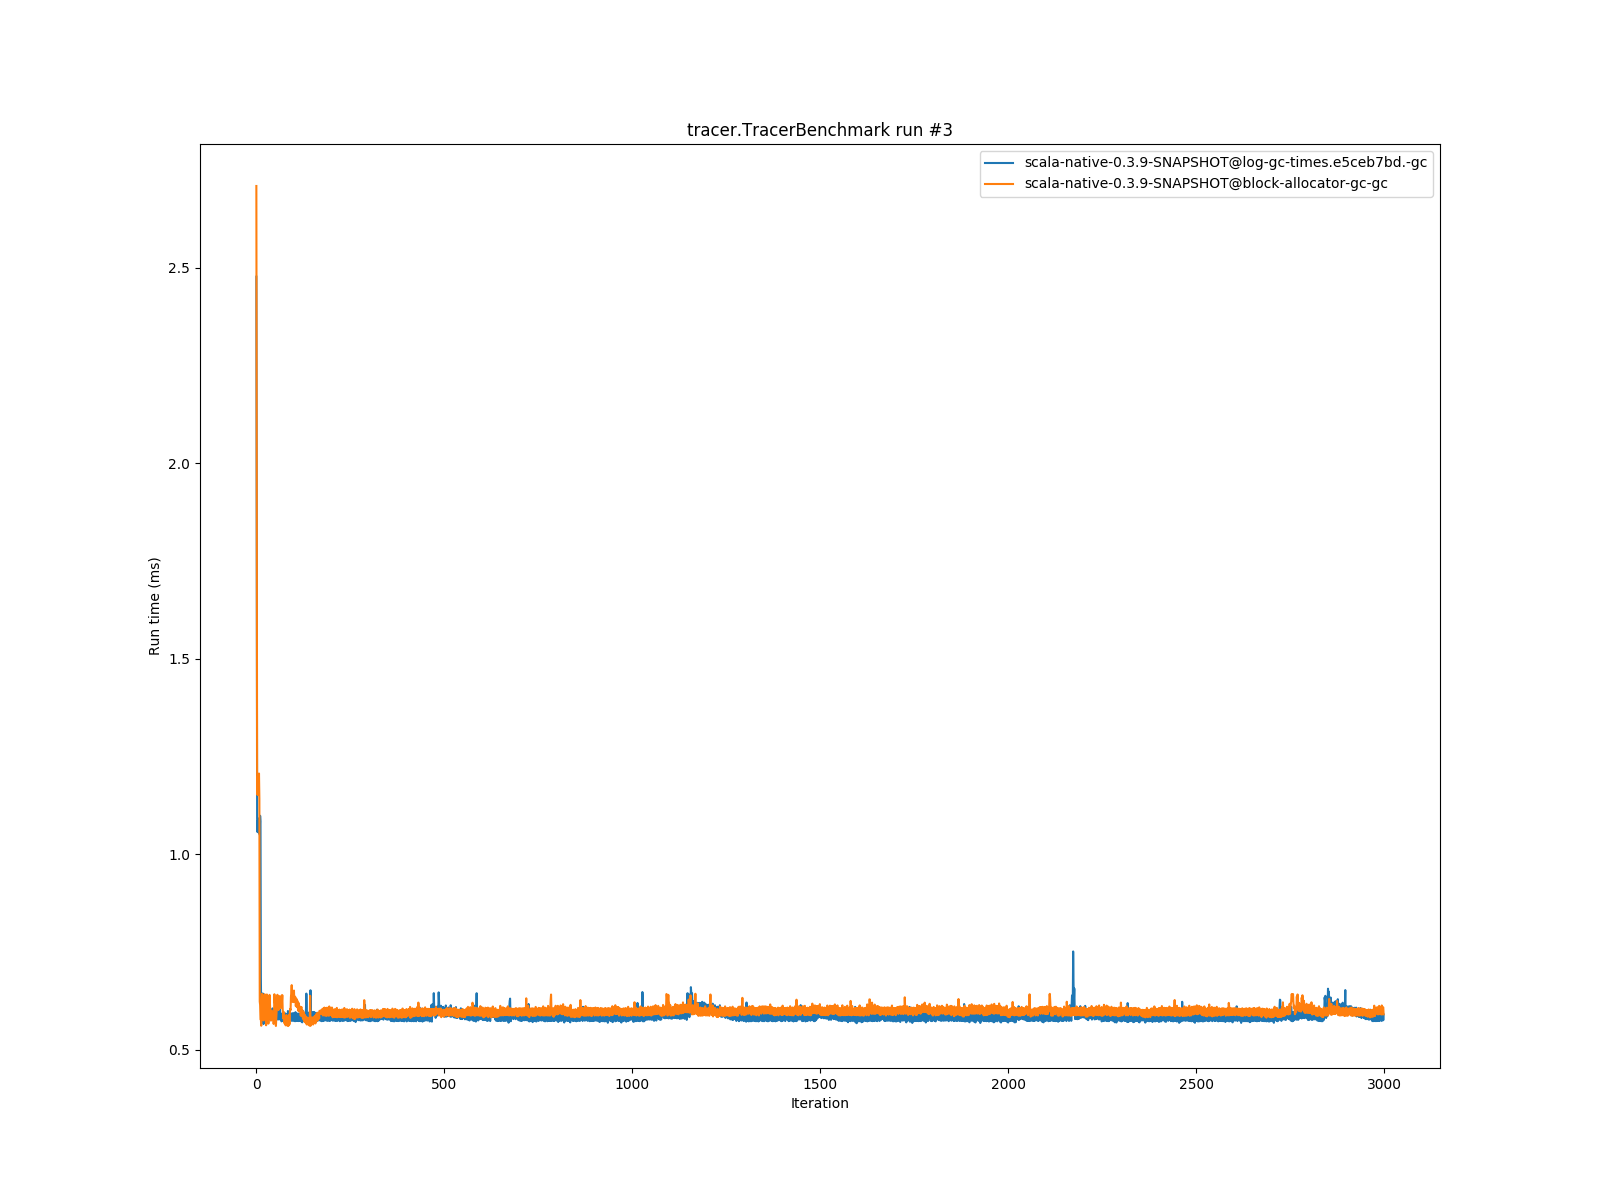 tracer.TracerBenchmark run #3
scala-native-0.3.9-SNAPSHOT@log-gc-times.e5ceb7bd.-gc
scala-native-0.3.9-SNAPSHOT@block-allocator-gc-gc
2.5
2.0
1.5
1.0
0.5
Run time (ms)
0
500
1000
1500
2000
2500
3000
Iteration